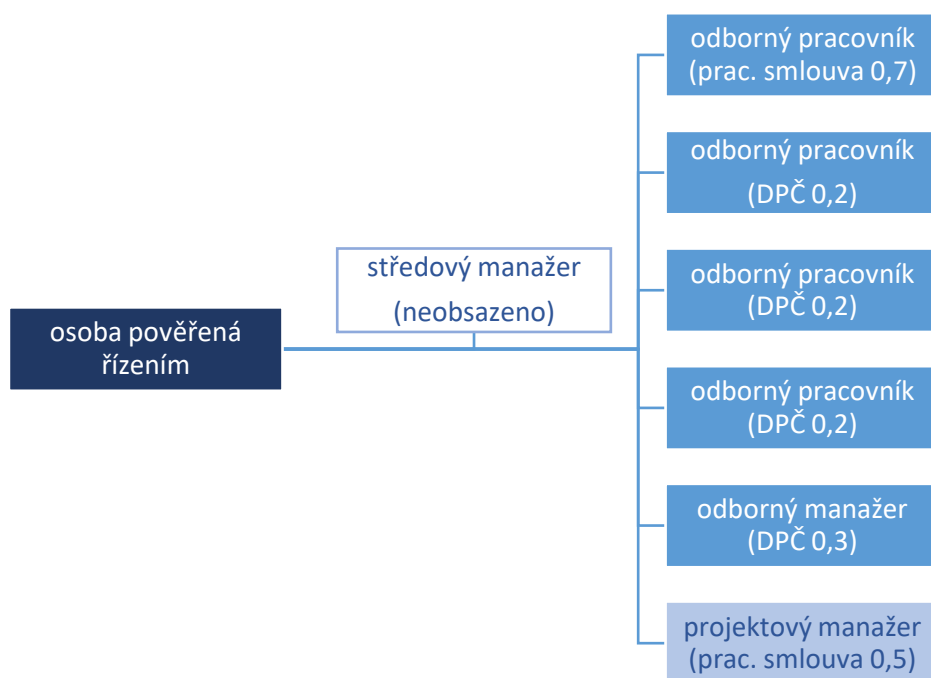 osoba pověřená
řízením
středový manažer
(neobsazeno)
odborný pracovník
(prac. smlouva 0,7)
odborný pracovník
(DPČ 0,2)
odborný pracovník
(DPČ 0,2)
odborný pracovník
(DPČ 0,2)
odborný manažer
(DPČ 0,3)
projektový manažer
(prac. smlouva 0,5)